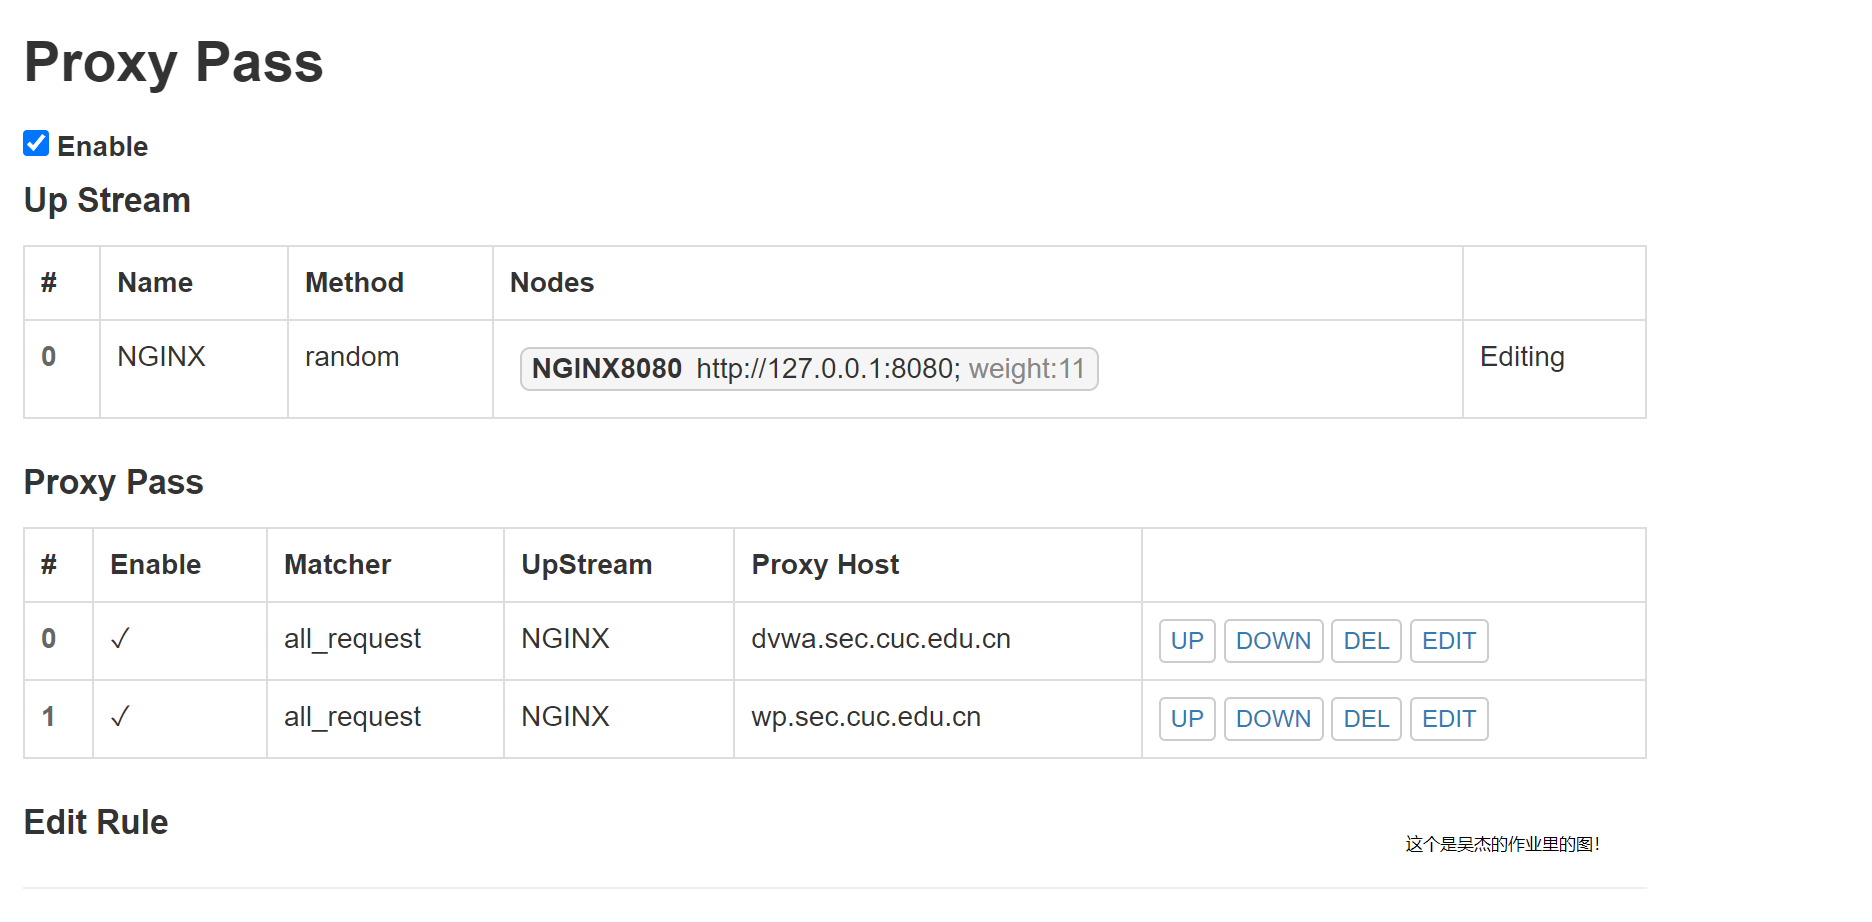 Proxy Pass
Enable
Up Stream
# Name Method Nodes
0 NGINX random NGINX8080 http://127.0.0.1:8080; weight:11 Editing
Proxy Pass
# Enable Matcher UpStream Proxy Host
0 ✓ all_request NGINX dvwa.sec.cuc.edu.cn UP DOWN DEL EDIT
1 ✓ all_request NGINX wp.sec.cuc.edu.cn UP DOWN DEL EDIT
Edit Rule
这个是吴杰的作业里的图!